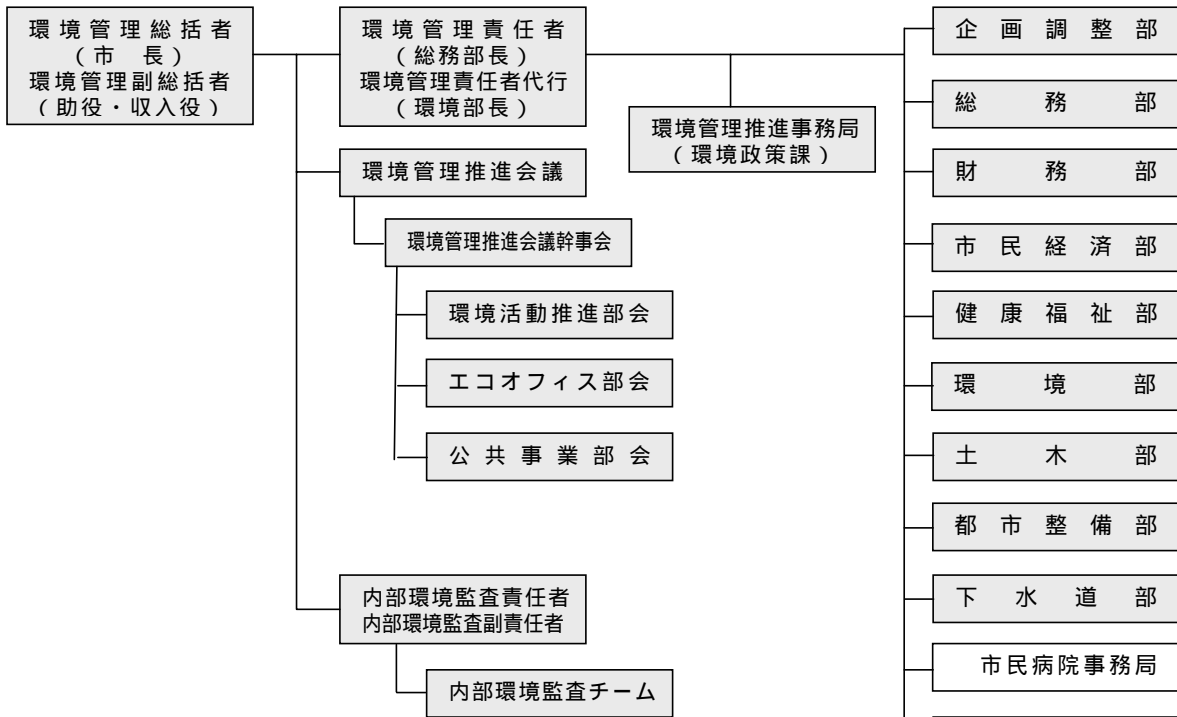 環境管理総括者
（市　長）
環境管理副総括者
（助役・収入役）
環境管理責任者
（総務部長）
環境管理責任者代行
（環境部長）
環境管理推進事務局
（環境政策課）
環境管理推進会議
環境管理推進会議幹事会
環境活動推進部会
エコオフィス部会
公共事業部会
内部環境監査責任者
内部環境監査副責任者
内部環境監査チーム
企画調整部
総務部
財務部
市民経済部
健康福祉部
環境部
土木部
都市整備部
下水道部
市民病院事務局